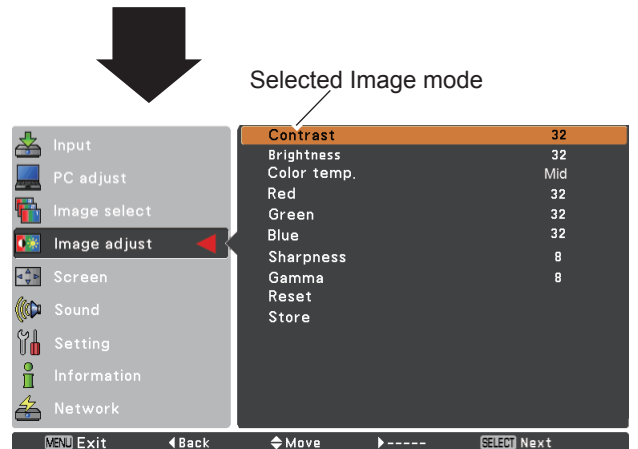 Selected Image mode
Input
PC adjust
Image select
Image adjust
Screen
Sound
Setting
Information
Network
Contrast 32
Brightness 32
Color temp. Mid
Red 32
Green 32
Blue 32
Sharpness 8
Gamma 8
Reset
Store
MENU Exit ◀Back ◆Move ▶----- SELECT Next